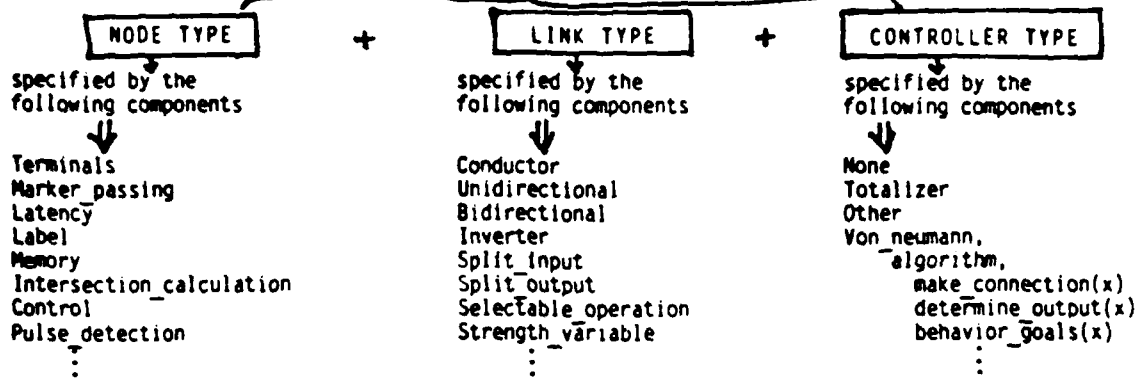 NODE TYPE + LINK TYPE + CONTROLLER TYPE
specified by the
following components
Terminals
Marker_passing
Latency
Label
Memory
Intersection_calculation
Control
Pulse_detection
specified by the
following components
Conductor
Unidirectional
Bidirectional
Inverter
Split_input
Split_output
Selectable_operation
Strength_variable
specified by the
following components
None
Totalizer
Other
Von_neumann,
algorithm,
make_connection(x)
determine_output(x)
behavior_goals(x)